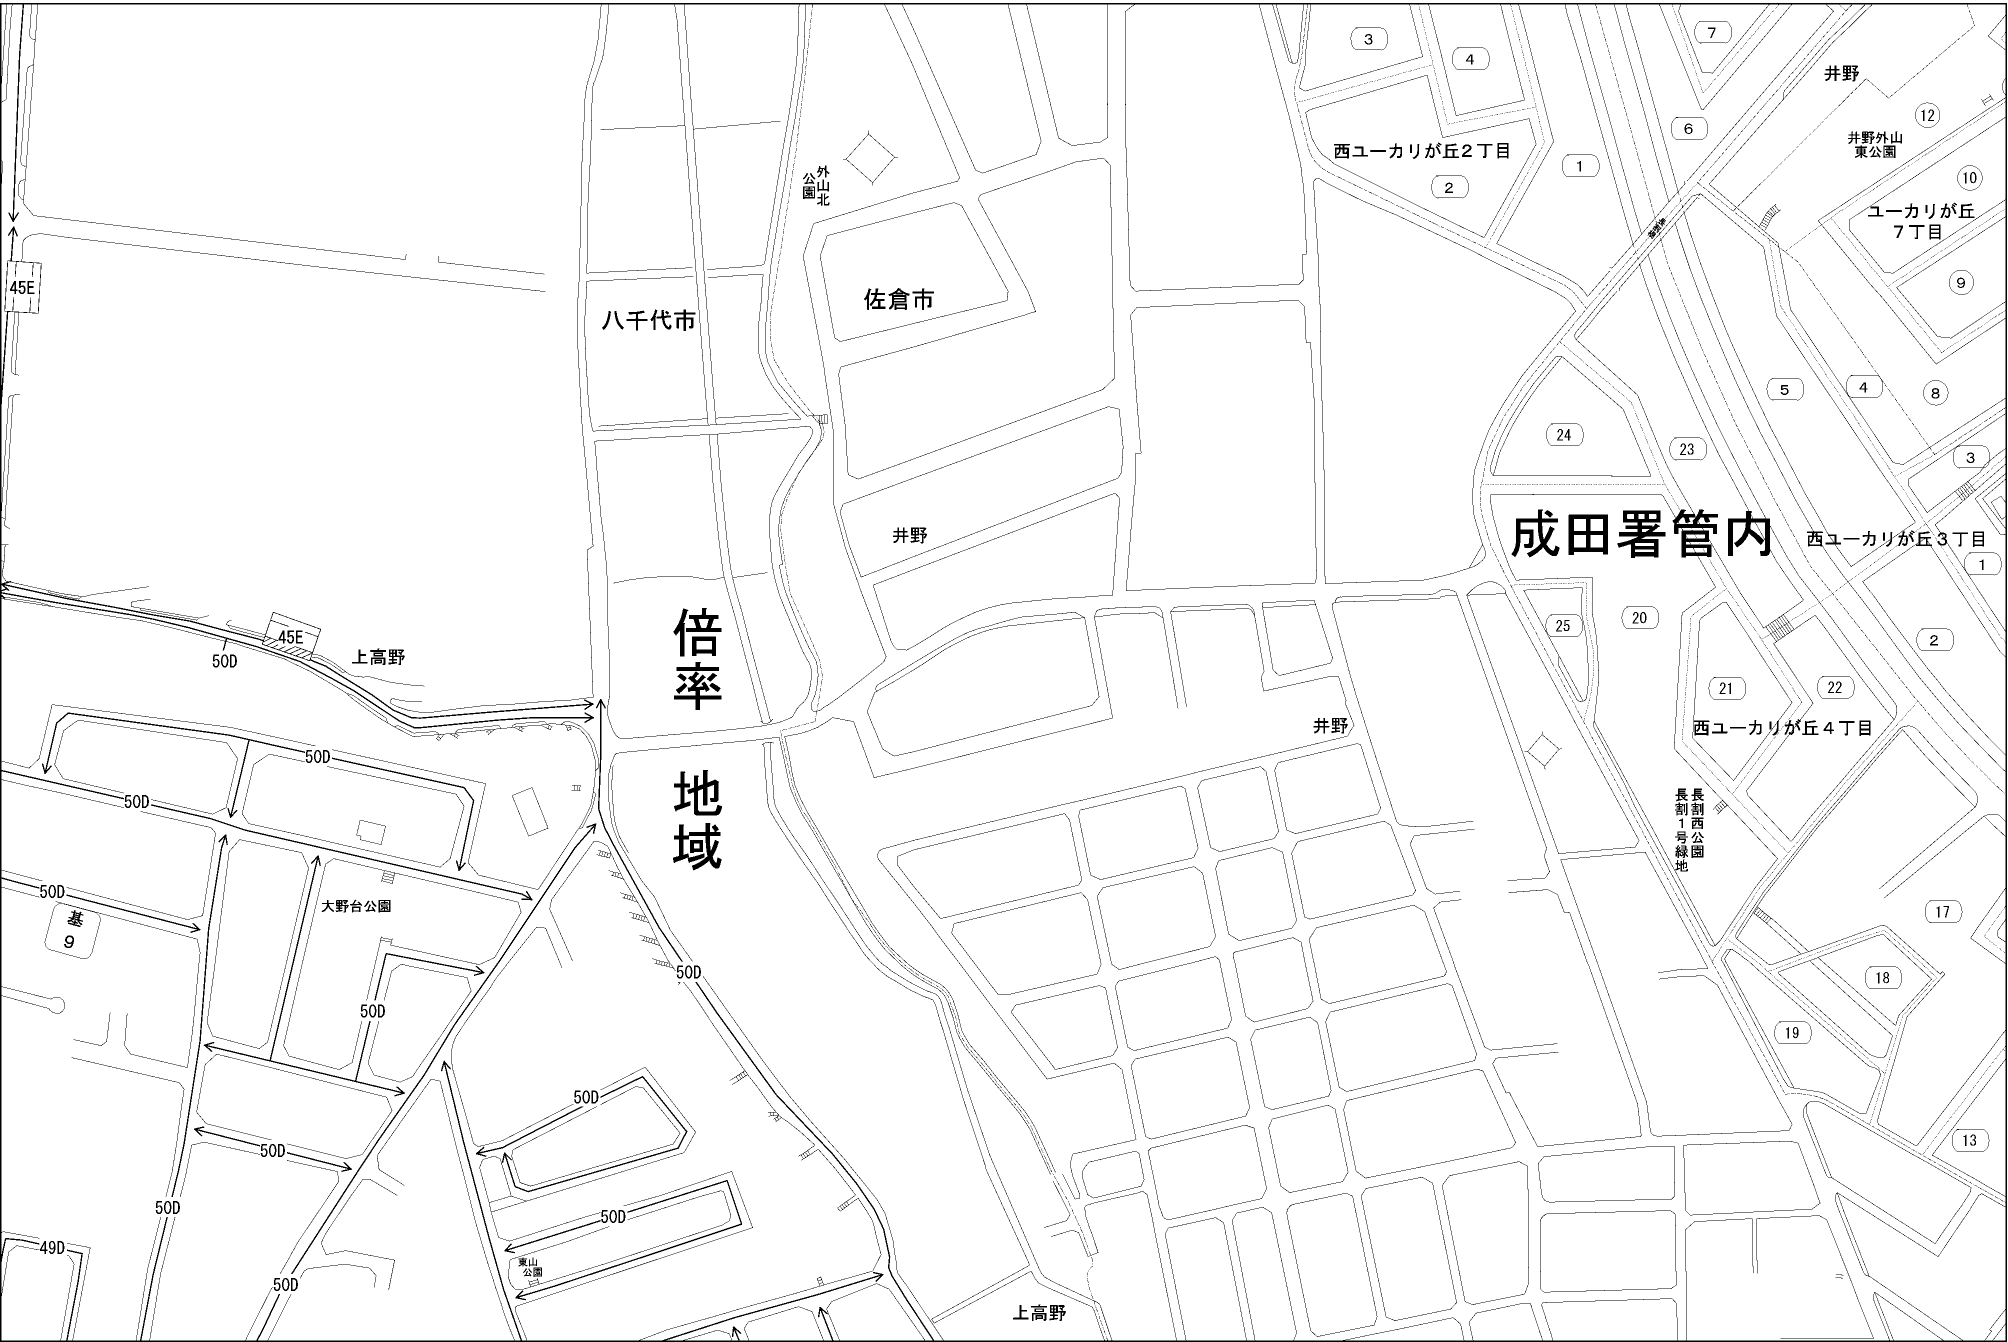 3
4
7
井野
6
12
井野外山
東公園
西ユーカリが丘2丁目
1
2
10
外山北
公園
ユーカリが丘
7丁目
45E
9
佐倉市
八千代市
5
4
8
24
23
3
成田署管内
井野
西ユーカリが丘3丁目
1
25
20
2
倍率
45E
50D
上高野
21
22
井野
西ユーカリが丘4丁目
50D
50D
地域
長割西公園
長割1号緑地
50D
基
9
大野台公園
17
50D
18
50D
19
50D
13
50D
50D
50D
49D
東山
公園
50D
上高野